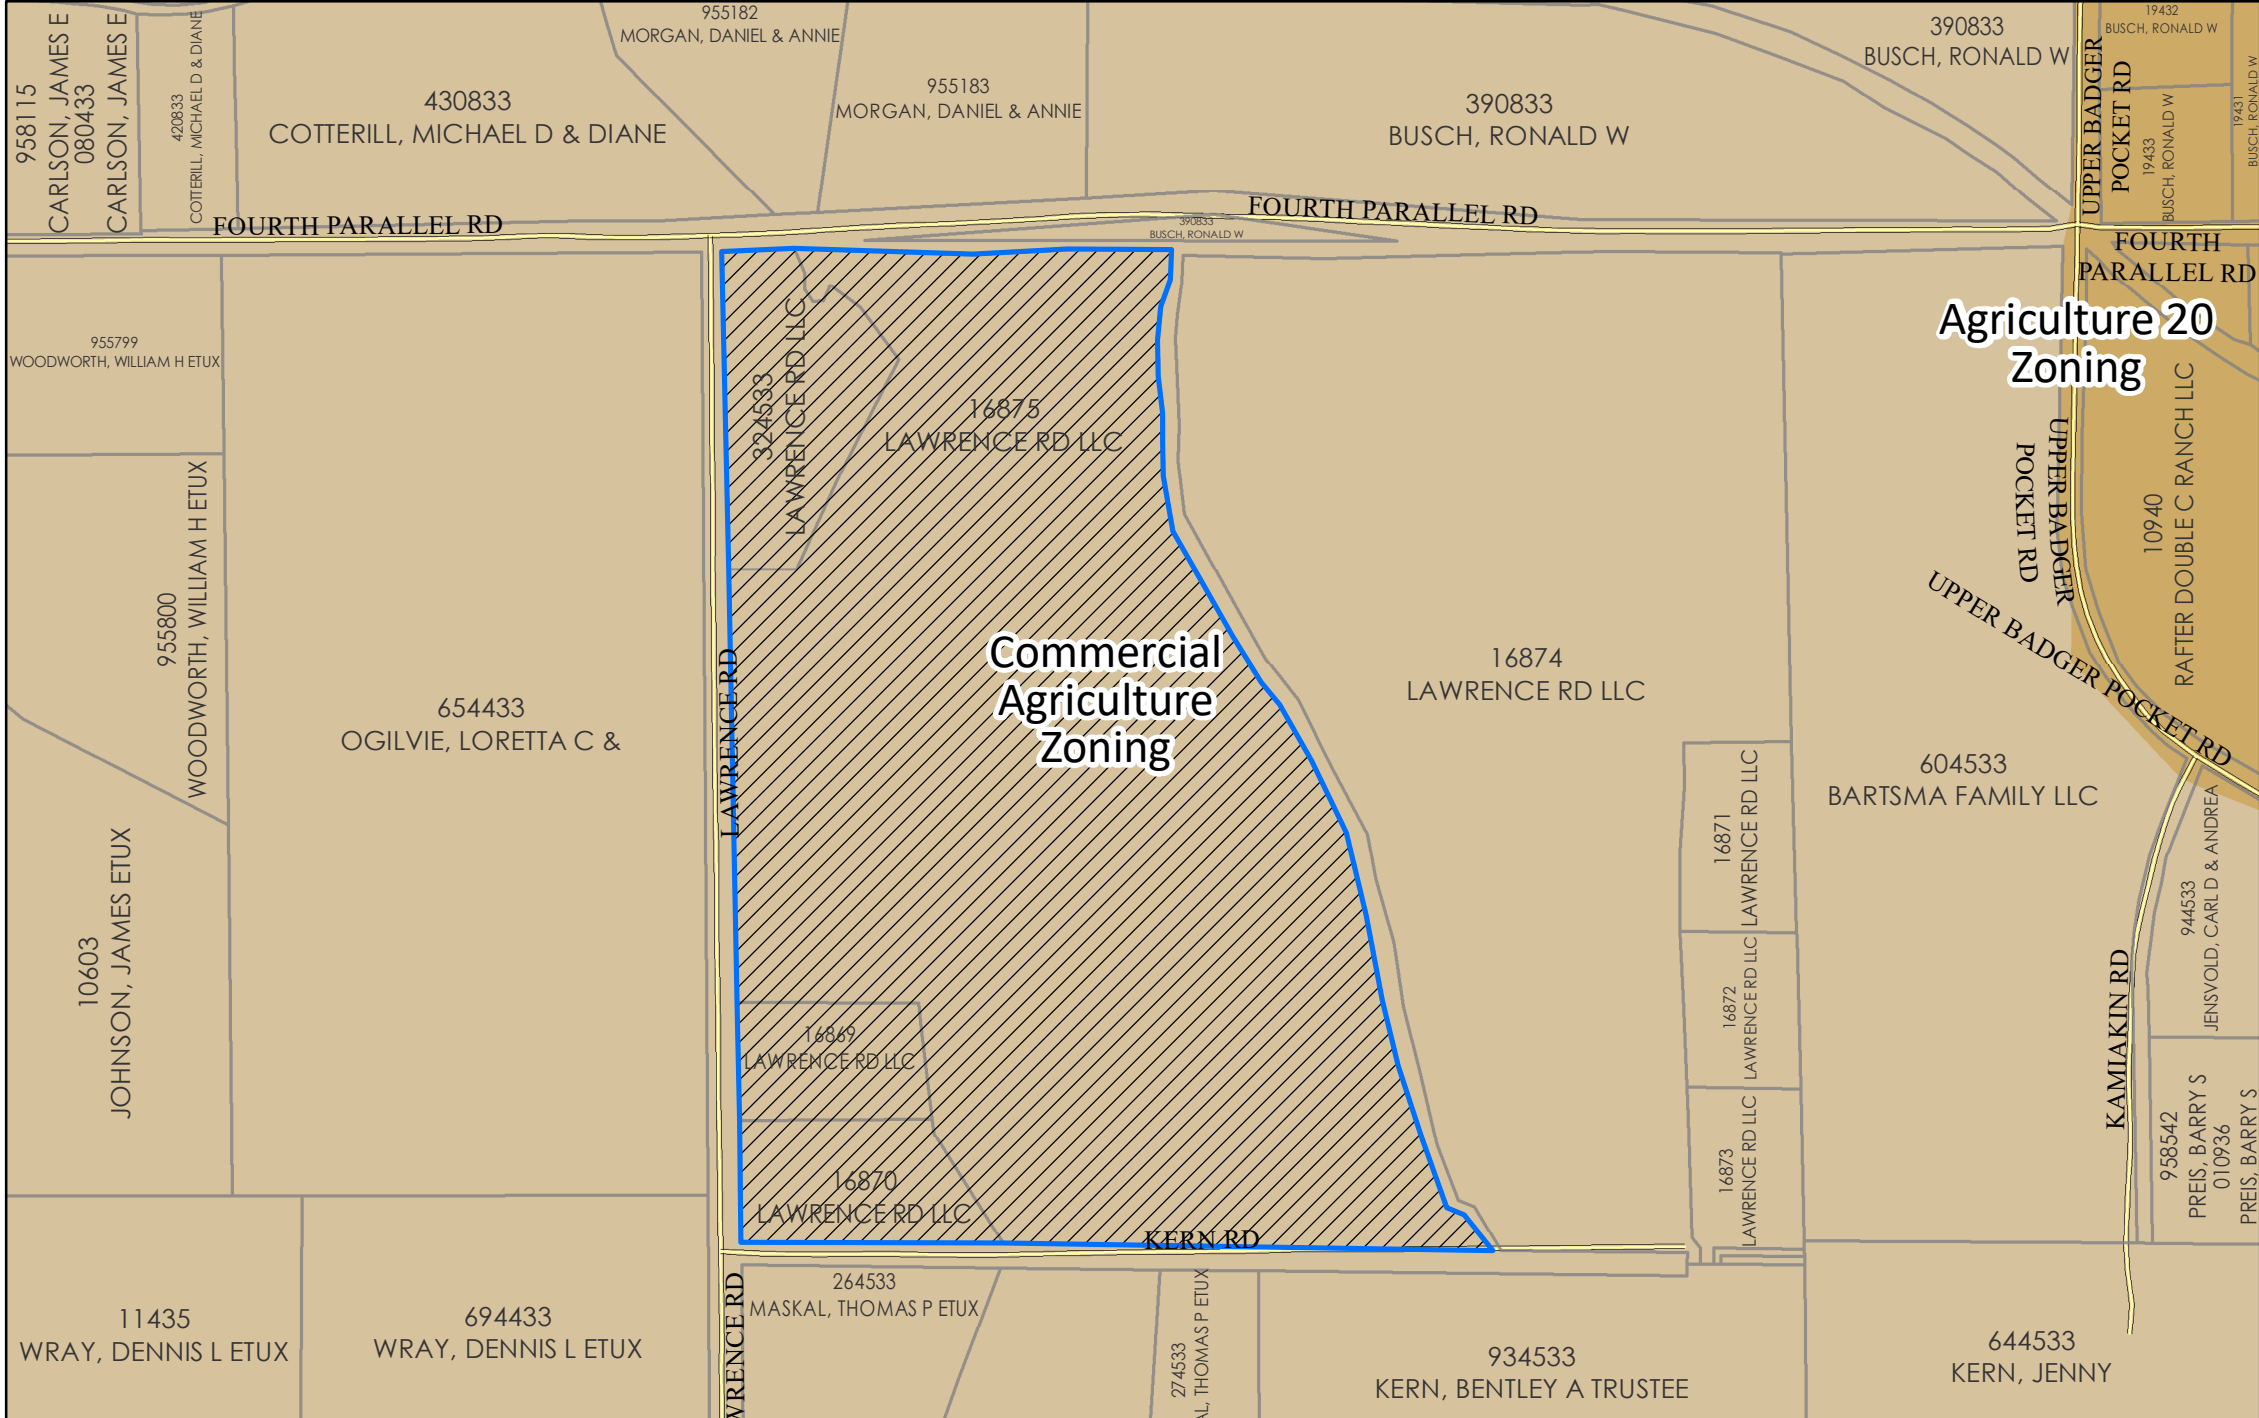 958115
CARLSON, JAMES E
080433
CARLSON, JAMES E
420833
COTTERILL, MICHAEL D & DIANE
430833
COTTERILL, MICHAEL D & DIANE
955182
MORGAN, DANIEL & ANNIE
955183
MORGAN, DANIEL & ANNIE
390833
BUSCH, RONALD W
390833
BUSCH, RONALD W
UPPER BADGER
POCKET RD
19432
BUSCH, RONALD W
19433
BUSCH, RONALD W
19431
BUSCH, RONALD W
FOURTH PARALLEL RD
FOURTH PARALLEL RD
390833
BUSCH, RONALD W
FOURTH
PARALLEL RD
Agriculture 20
Zoning
955799
WOODWORTH, WILLIAM H ETUX
324533
LAWRENCE RD LLC
16875
LAWRENCE RD LLC
UPPER BADGER
POCKET RD
10940
RAFTER DOUBLE C RANCH LLC
955800
WOODWORTH, WILLIAM H ETUX
UPPER BADGER POCKET RD
654433
OGILVIE, LORETTA C &
LAWRENCE RD
Commercial
Agriculture
Zoning
16874
LAWRENCE RD LLC
604533
BARTSMA FAMILY LLC
16871
LAWRENCE RD LLC
10603
JOHNSON, JAMES ETUX
944533
JENSVOLD, CARL D & ANDREA
16872
LAWRENCE RD LLC
KAMIAKIN RD
16869
LAWRENCE RD LLC
16873
LAWRENCE RD LLC
958542
PREIS, BARRY S
010936
PREIS, BARRY S
16870
LAWRENCE RD LLC
KERN RD
11435
WRAY, DENNIS L ETUX
694433
WRAY, DENNIS L ETUX
WRENCE RD
264533
MASKAL, THOMAS P ETUX
274533
AL, THOMAS P ETUX
934533
KERN, BENTLEY A TRUSTEE
644533
KERN, JENNY